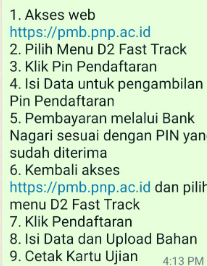 1. Akses web
https://pmb.pnp.ac.id
2. Pilih Menu D2 Fast Track
3. Klik Pin Pendaftaran
4. Isi Data untuk pengambilan
Pin Pendaftaran
5. Pembayaran melalui Bank
Nagari sesuai dengan PIN yan
sudah diterima
6. Kembali akses
https://pmb.pnp.ac.id dan pilih
menu D2 Fast Track
7. Klik Pendaftaran
8. Isi Data dan Upload Bahan
9. Cetak Kartu Ujian
4:13 PM